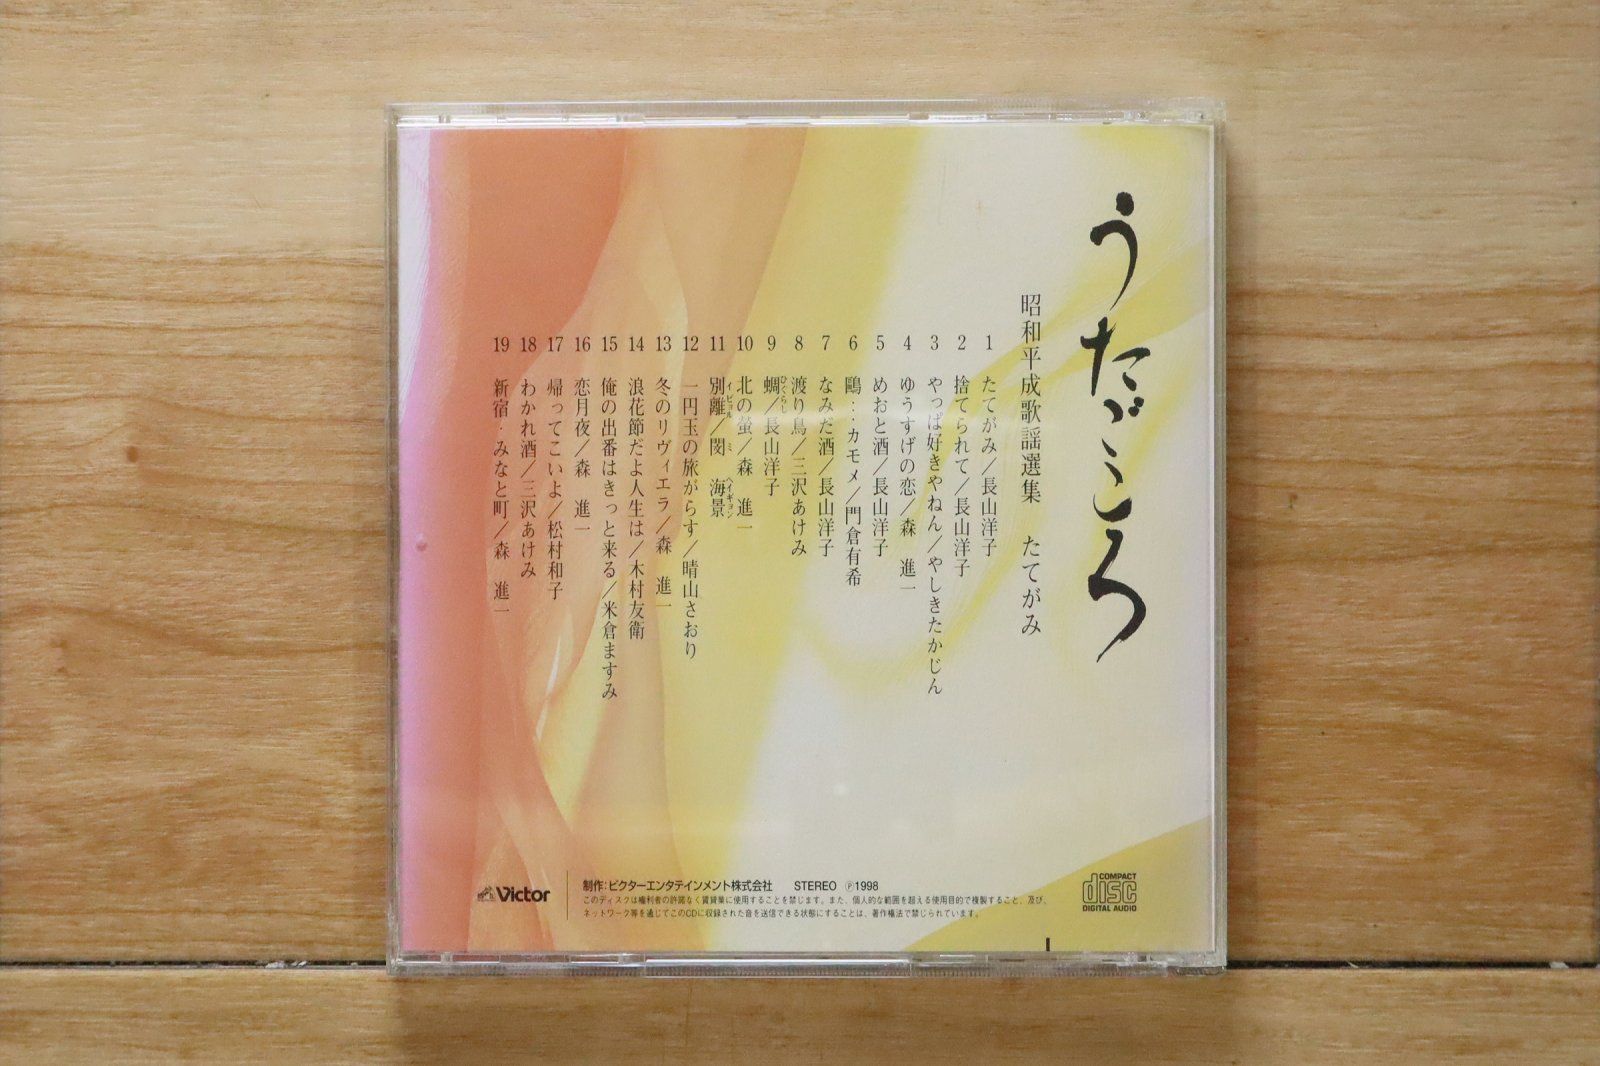 うたごころ
昭和平成歌謡選集 たてがみ
1 たてがみ/長山洋子
2 捨てられて/長山洋子
3 やっぱ好きやねん/やしきたかじん
4 ゆうすげの恋/森 進一
5 めおと酒/長山洋子
6 鷗…カモメ/門倉有希
7 なみだ酒/長山洋子
8 渡り鳥/三沢あけみ
9 蜩/長山洋子
ひぐらし
10 北の蛍/森 進一
11 別離/閔 海景
イビョル ミ ヘイギョン
12 一円玉の旅がらす/晴山さおり
13 冬のリヴィエラ/森 進一
14 浪花節だよ人生は/木村友衛
15 俺の出番はきっと来る/米倉ますみ
16 恋月夜/森 進一
17 帰ってこいよ/松村和子
18 わかれ酒/三沢あけみ
19 新宿・みなと町/森 進一
Victor
制作:ビクターエンタテインメント株式会社 STEREO Ⓟ1998
このディスクは権利者の許諾なく賃貸業に使用することを禁じます。また、個人的な範囲を超える使用目的で複製すること、及び、
ネットワーク等を通じてこのCDに収録された音を送信できる状態にすることは、著作権法で禁じられています。
COMPACT
disc
DIGITAL AUDIO